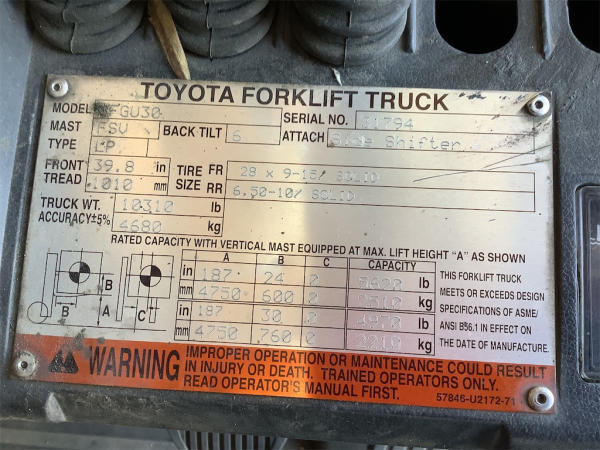 TOYOTA FORKLIFT TRUCK
MODEL FGU30 SERIAL NO. 794
MAST FSV BACK TILT 6 ATTACH Side Shifter
TYPE LP
FRONT TREAD 39.8 in 1010 mm
TIRE SIZE FR 28 x 9-15/ SOLID
RR 6.50-10/ SOLID
TRUCK WT. 10310 lb
ACCURACY±5% 4680 kg
RATED CAPACITY WITH VERTICAL MAST EQUIPPED AT MAX. LIFT HEIGHT "A" AS SHOWN
A B C CAPACITY
in 187 24 0 lb
mm 4750 600 0 kg
in 187 30 0 lb
mm 4750 760 0 kg
THIS FORKLIFT TRUCK
MEETS OR EXCEEDS DESIGN
SPECIFICATIONS OF ASME/
ANSI B56.1 IN EFFECT ON
THE DATE OF MANUFACTURE.
B
B A C
WARNING
IMPROPER OPERATION OR MAINTENANCE COULD RESULT
IN INJURY OR DEATH. TRAINED OPERATORS ONLY.
READ OPERATOR'S MANUAL FIRST.
57846-U2172-71